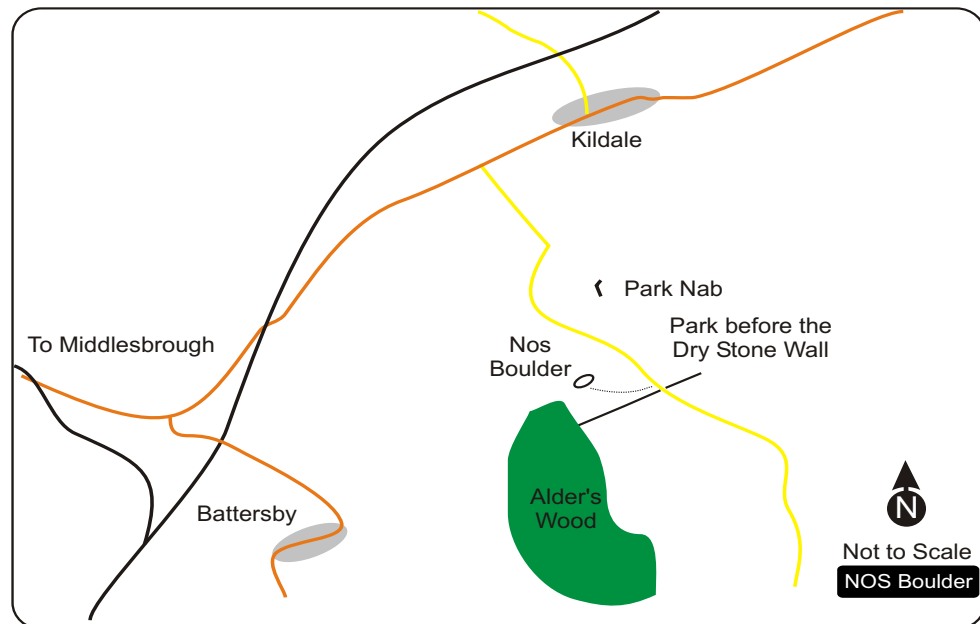 Kildale
Park Nab
Park before the
Dry Stone Wall
To Middlesbrough
Nos
Boulder
Alder's
Wood
Battersby
N
Not to Scale
NOS Boulder